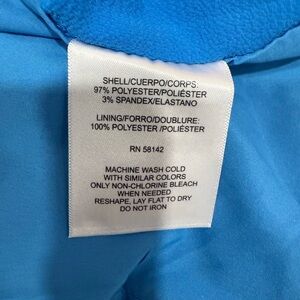 SHELL/CUERPO/CORPS:
97% POLYESTER/POLIÉSTER
3% SPANDEX/ELASTANO
LINING/FORRO/DOUBLURE:
100% POLYESTER /POLIÉSTER
RN 58142
MACHINE WASH COLD
WITH SIMILAR COLORS
ONLY NON-CHLORINE BLEACH
WHEN NEEDED
RESHAPE, LAY FLAT TO DRY
DO NOT IRON